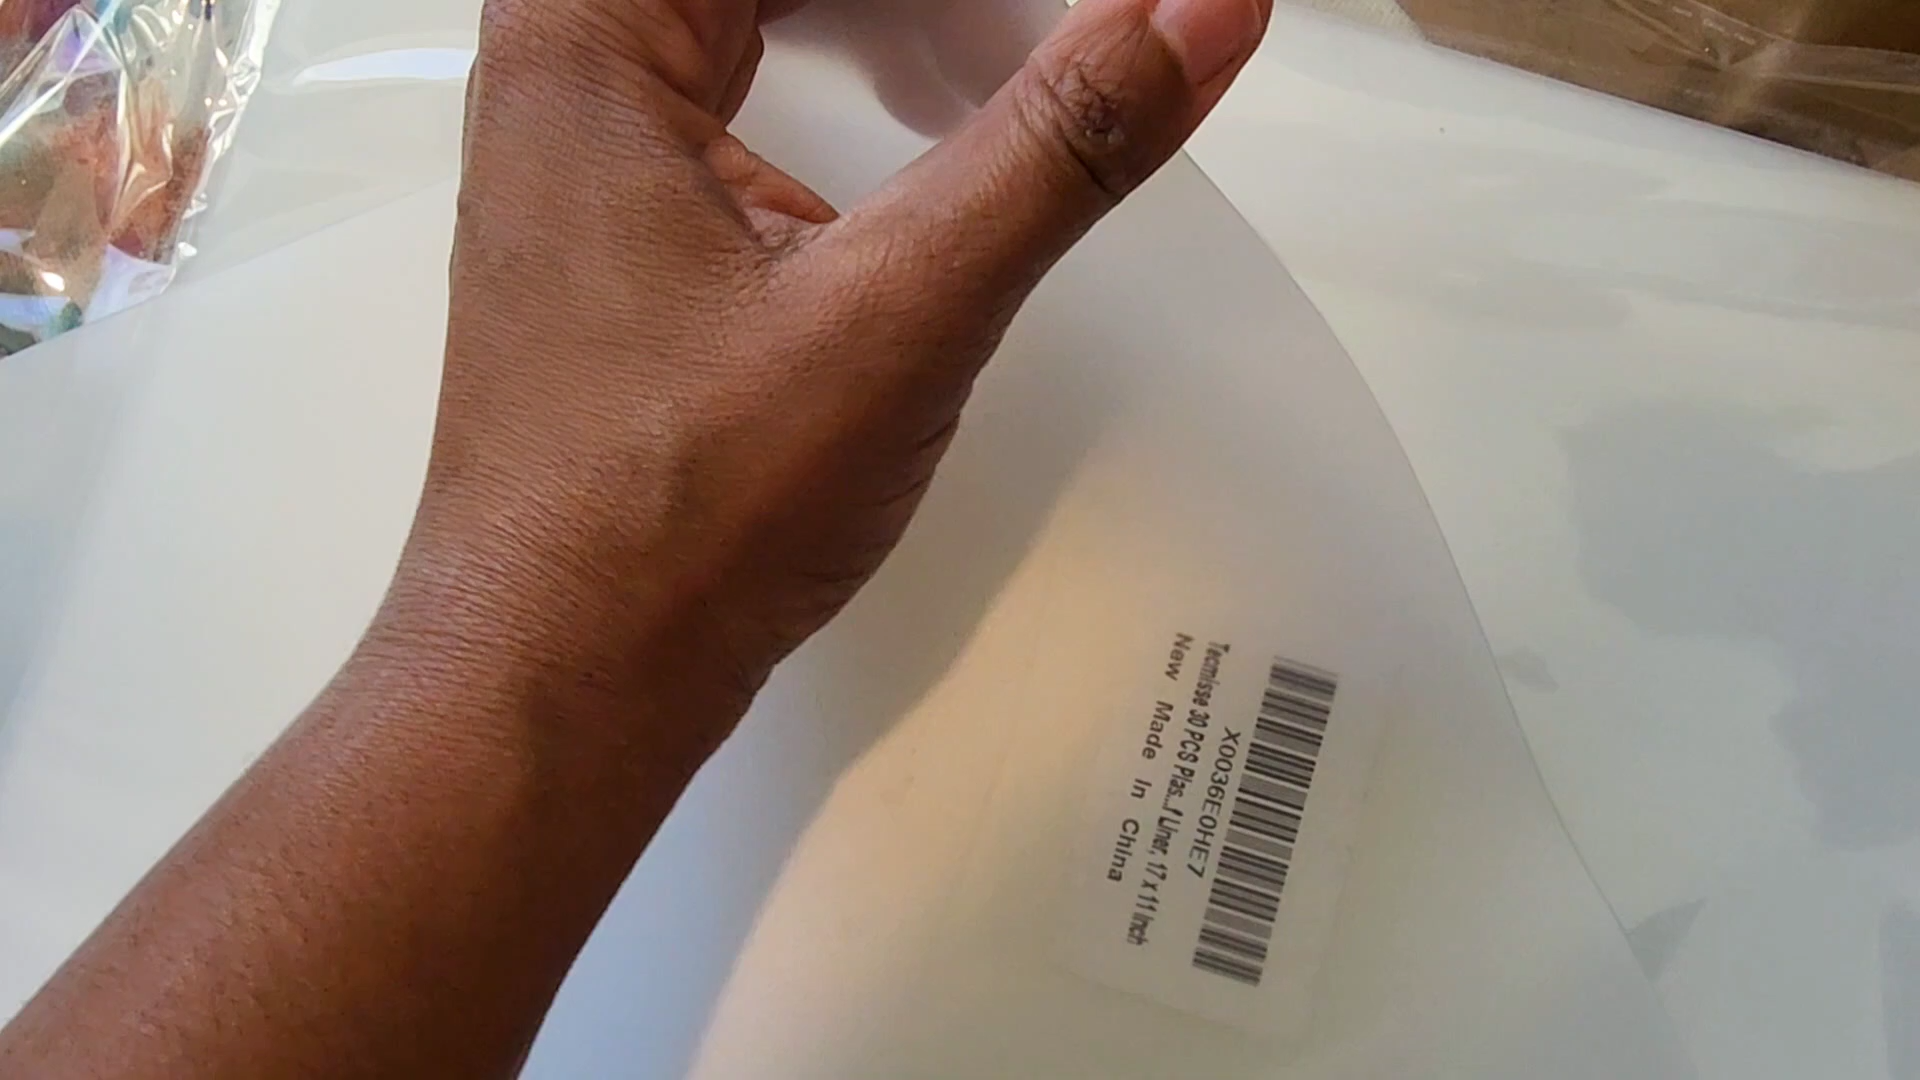 X0036E0HE7
Tecmisse 30 PCS Plas...f Liner, 17 x 11 Inch
New Made In China